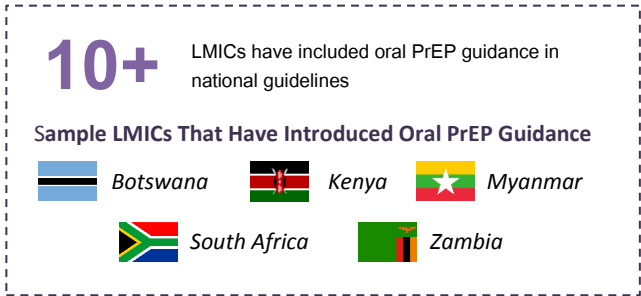 10+
LMICs have included oral PrEP guidance in
national guidelines
Sample LMICs That Have Introduced Oral PrEP Guidance
Botswana Kenya Myanmar
South Africa Zambia